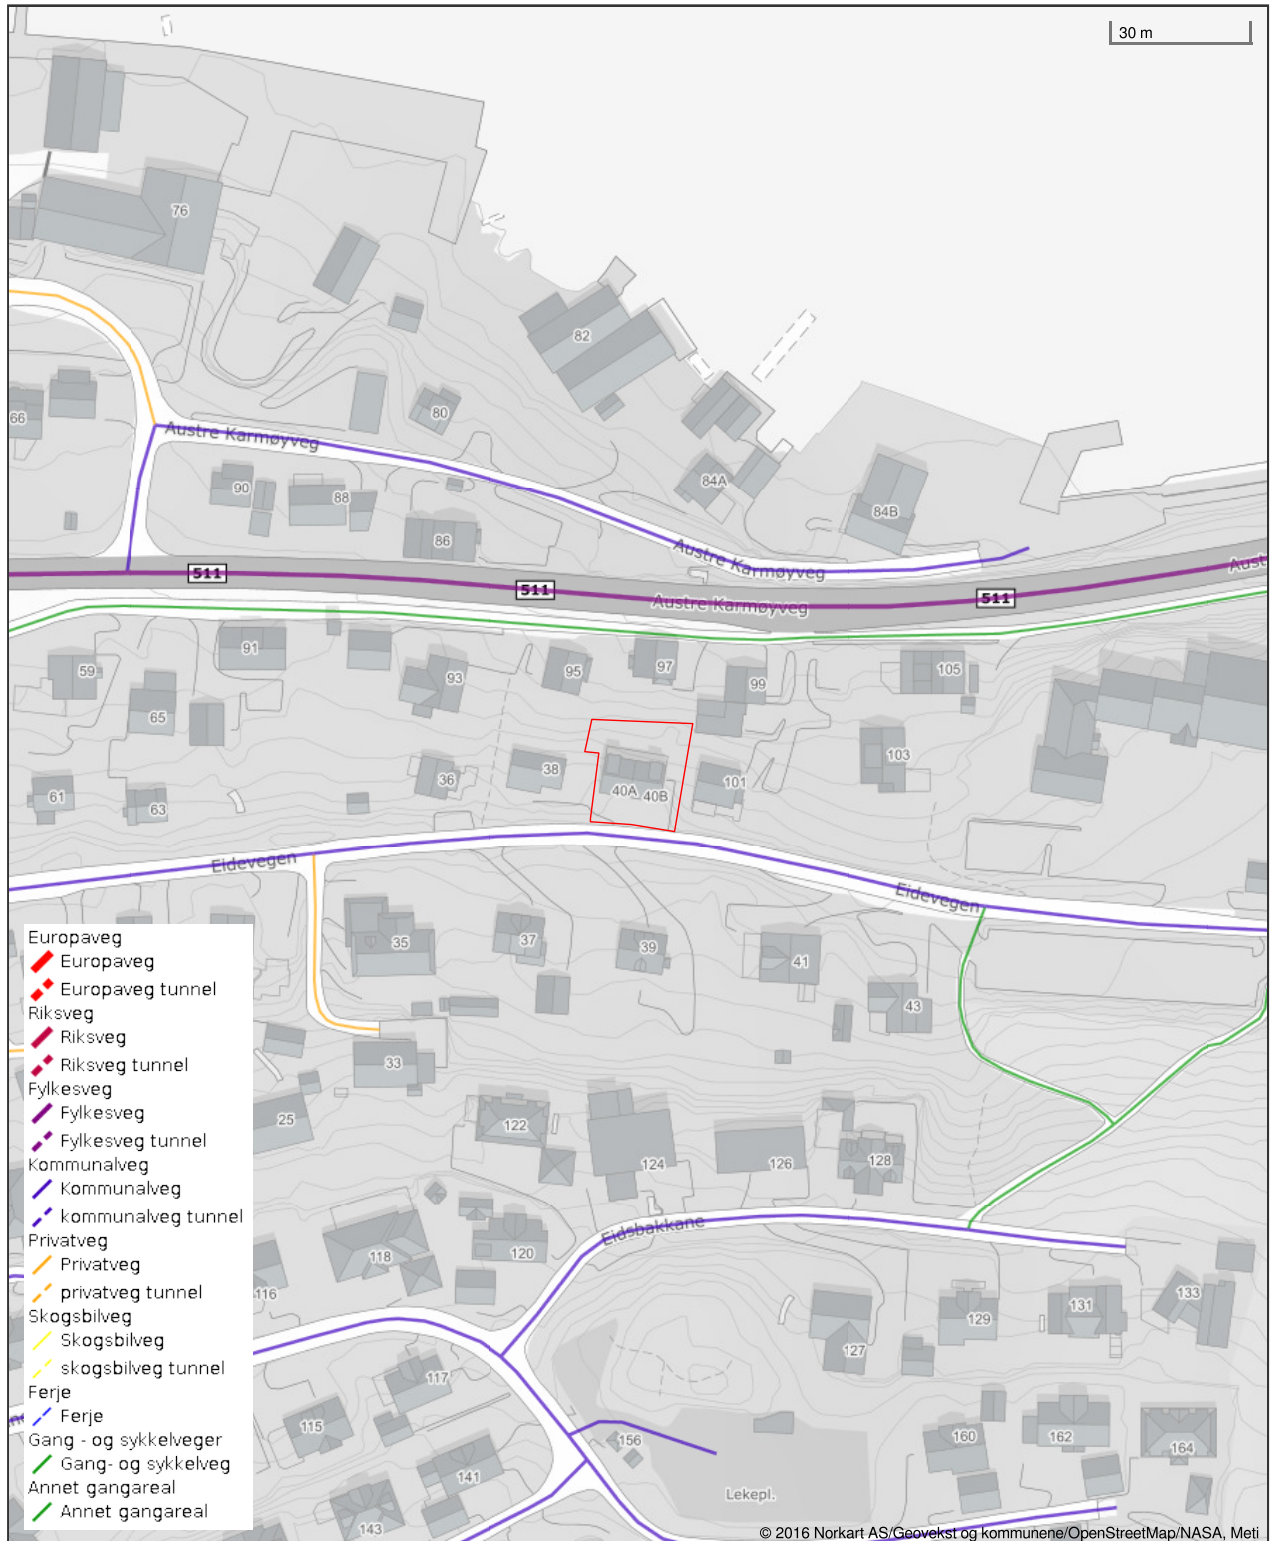 30 m
76
82
66
80
Austre Karmøyveg
90
88
84A
84B
86
Austre Karmøyveg
511
511
511
Austre Karmøyveg
Aust
59
91
93
95
97
99
105
65
103
36
38
101
61
63
40A
40B
Eidevegen
Eidevegen
35
37
39
41
43
33
25
122
124
126
128
118
120
Eidsbakkane
116
127
129
131
133
117
115
156
160
162
164
141
143
Lekepl.
Europaveg
Europaveg
Europaveg tunnel
Riksveg
Riksveg
Riksveg tunnel
Fylkesveg
Fylkesveg
Fylkesveg tunnel
Kommunalveg
Kommunalveg
kommunalveg tunnel
Privatveg
Privatveg
privatveg tunnel
Skogsbilveg
Skogsbilveg
skogsbilveg tunnel
Ferje
Ferje
Gang - og sykkelveger
Gang- og sykkelveg
Annet gangareal
Annet gangareal
© 2016 Norkart AS/Geovekst og kommunene/OpenStreetMap/NASA, Meti